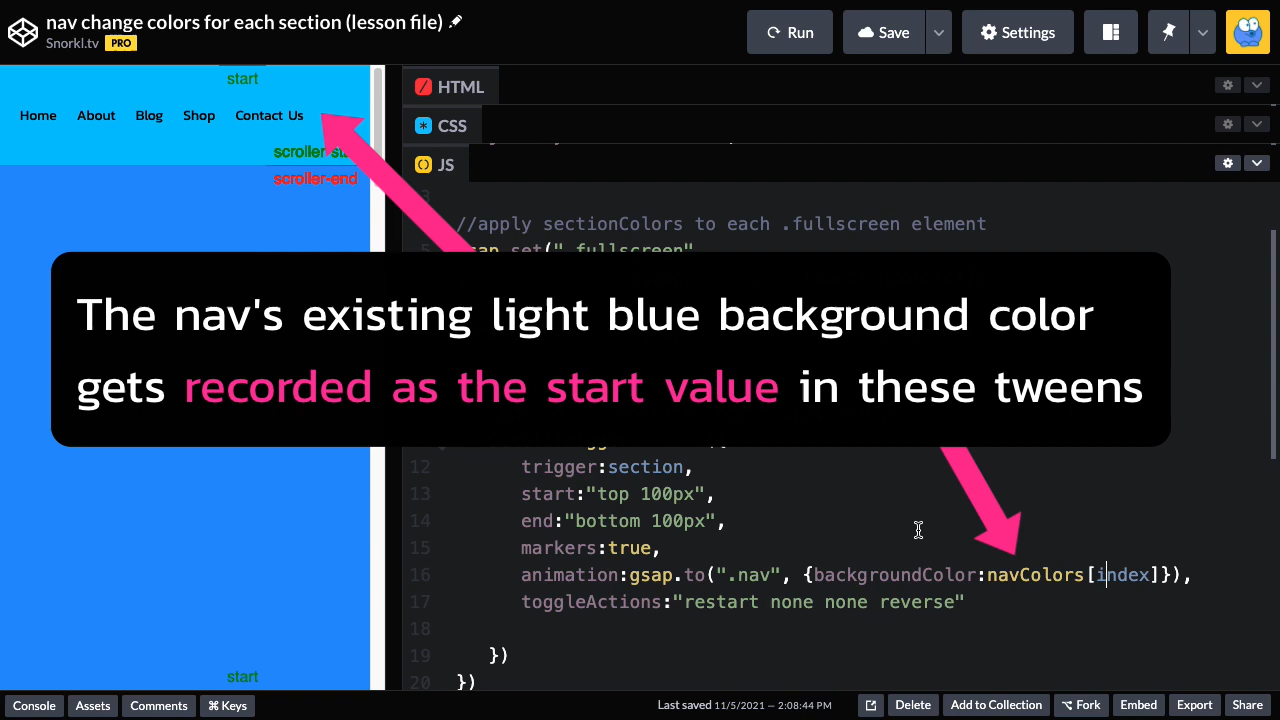 nav change colors for each section (lesson file)
Snorkl.tv PRO
Run
Save
Settings
start
Home About Blog Shop Contact Us
scroller-end
HTML
CSS
JS
3
//apply sectionColors to each .fullscreen element
The nav's existing light blue background color
gets recorded as the start value in these tweens
12 trigger:section,
13 start:"top 100px",
14 end:"bottom 100px",
15 markers:true,
16 animation:gsap.to(".nav", {backgroundColor:navColors[index]}),
17 toggleActions:"restart none none reverse"
18
19 })
20 })
start
Console Assets Comments ⌘ Keys
Last saved 11/5/2021 — 2:08:44 PM
Delete Add to Collection Fork Embed Export Share